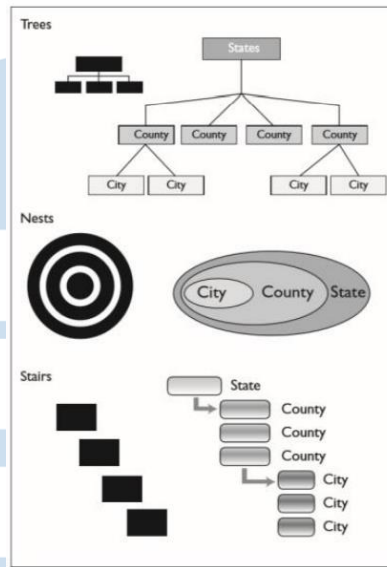 Trees
States
County County County County
City City City City
Nests
City County State
Stairs
State
County
County
County
City
City
City